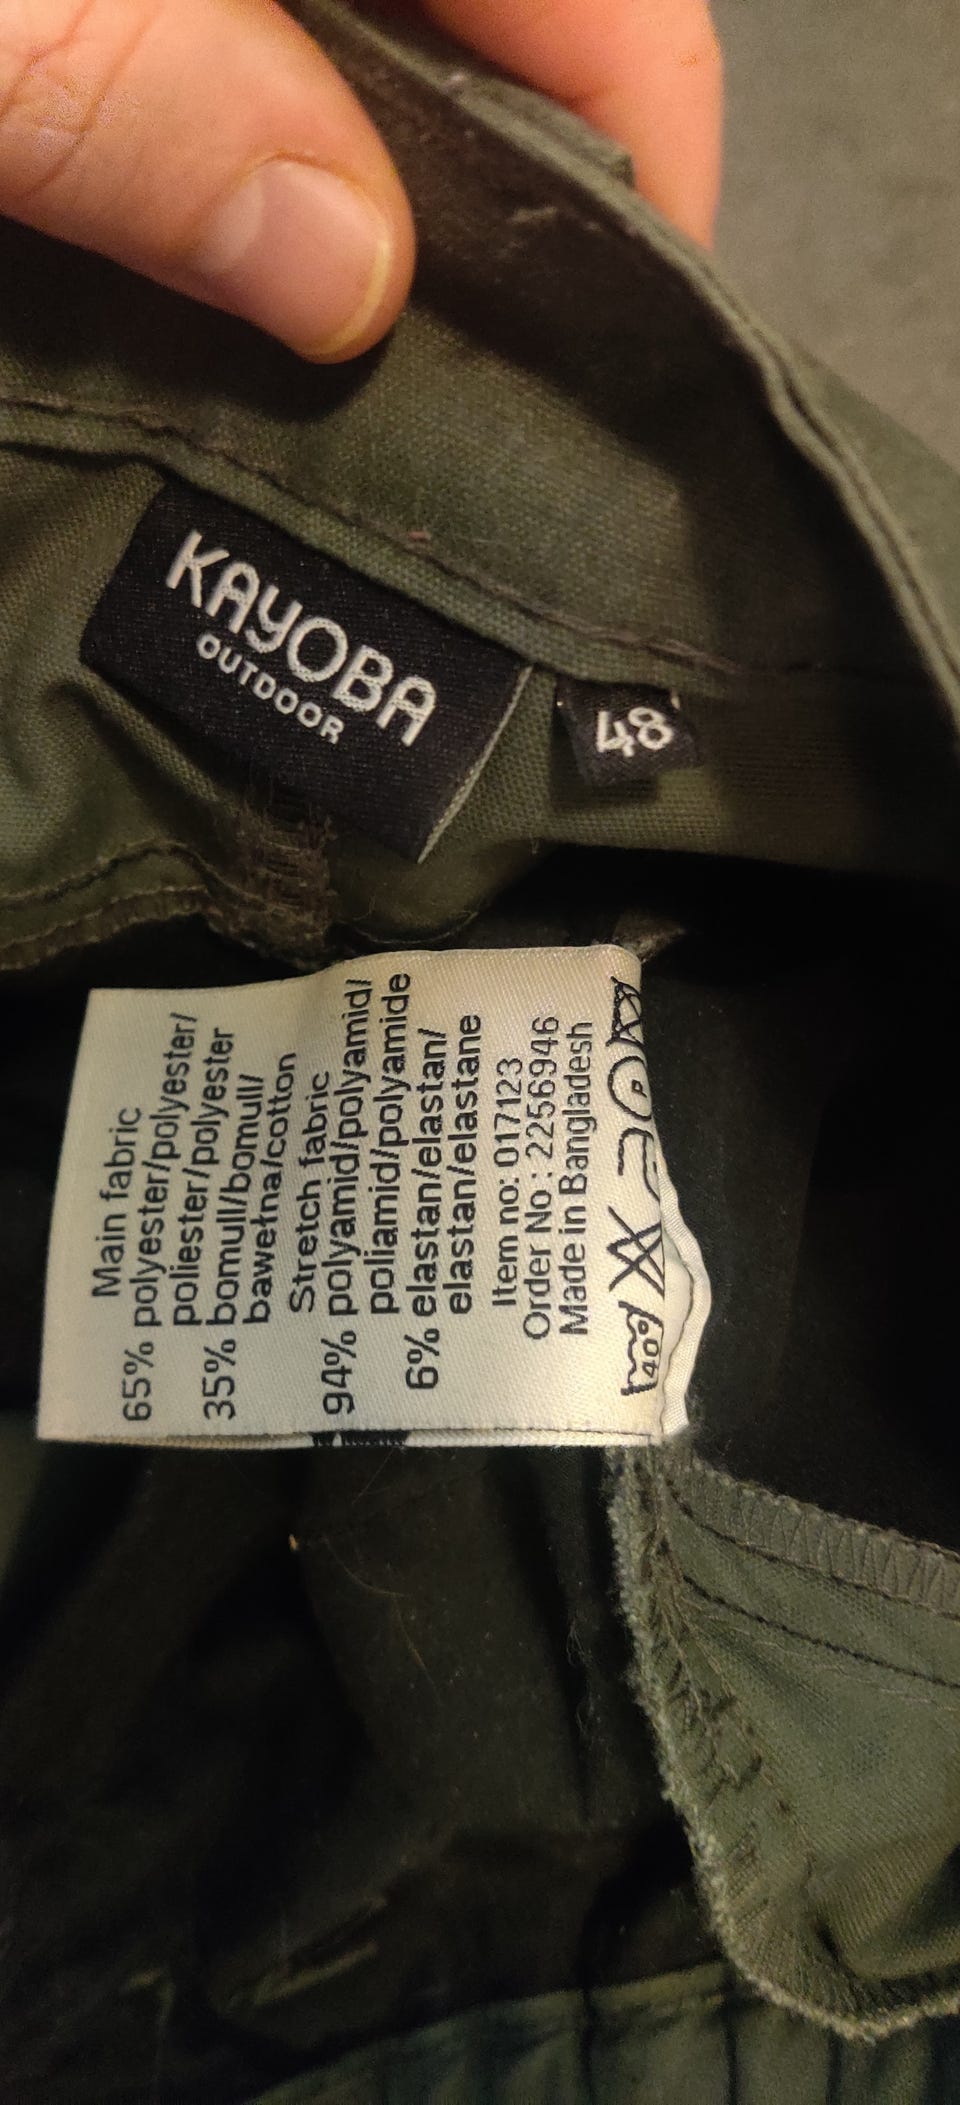 KAYOBA
OUTDOOR
48
Main fabric
65% polyester/polyester/
poliester/polyester
35% bomull/bomull/
bawełna/cotton
Stretch fabric
94% polyamid/polyamid/
poliamid/polyamide
6% elastan/elastan/
elastan/elastane
Item no: 017123
Order No : 2256946
Made in Bangladesh
40